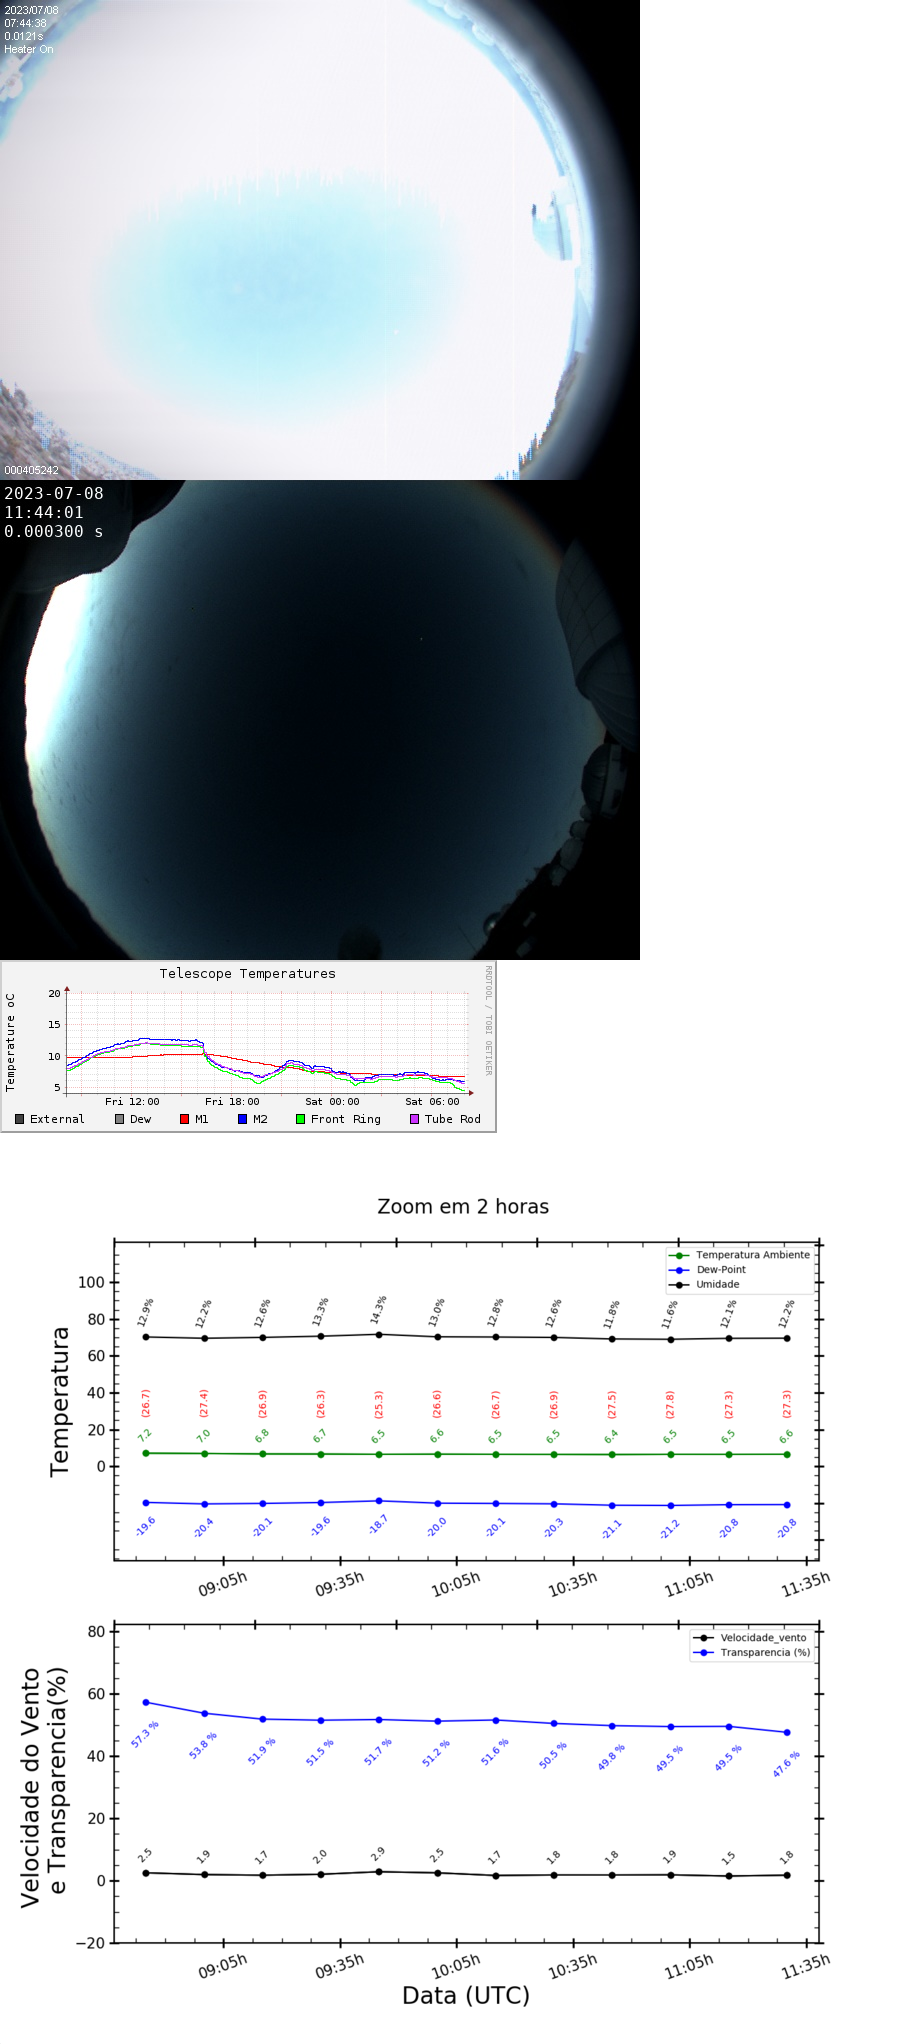 2023/07/08
07:44:38
0.0121s
Heater On
000405242
2023-07-08
11:44:01
0.000300 s
Telescope Temperatures
RRDTOOL / TOBI OETIKER
Temperature oC
20
15
10
5
Fri 12:00 Fri 18:00 Sat 00:00 Sat 06:00
External Dew M1 M2 Front Ring Tube Rod
Zoom em 2 horas
Temperatura Ambiente
Dew-Point
Umidade
Temperatura
100
80
60
40
20
0
12.9% 12.2% 12.6% 13.3% 14.3% 13.0% 12.8% 12.6% 11.8% 11.6% 12.1% 12.2%
(26.7) (27.4) (26.9) (26.3) (25.3) (26.6) (26.7) (26.9) (27.5) (27.8) (27.3) (27.3)
7.2 7.0 6.8 6.7 6.5 6.6 6.5 6.5 6.4 6.5 6.5 6.6
-19.6 -20.4 -20.1 -19.6 -18.7 -20.0 -20.1 -20.3 -21.1 -21.2 -20.8 -20.8
09:05h 09:35h 10:05h 10:35h 11:05h 11:35h
Velocidade_vento
Transparencia (%)
Velocidade do Vento
e Transparencia(%)
80
60
40
20
0
−20
57.3 % 53.8 % 51.9 % 51.5 % 51.7 % 51.2 % 51.6 % 50.5 % 49.8 % 49.5 % 49.5 % 47.6 %
2.5 1.9 1.7 2.0 2.9 2.5 1.7 1.8 1.8 1.9 1.5 1.8
09:05h 09:35h 10:05h 10:35h 11:05h 11:35h
Data (UTC)